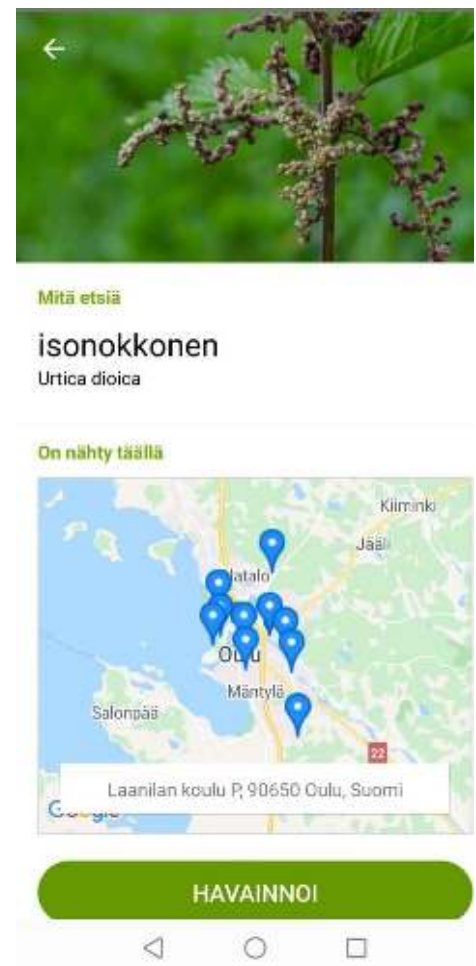 Mitä etsiä
isonokkonen
Urtica dioica
On nähty täällä
Kiiminki
Jääli
Oulu
Mäntylä
Salonpää
22
Laanilan koulu P, 90650 Oulu, Suomi
Google
HAVAINNOI